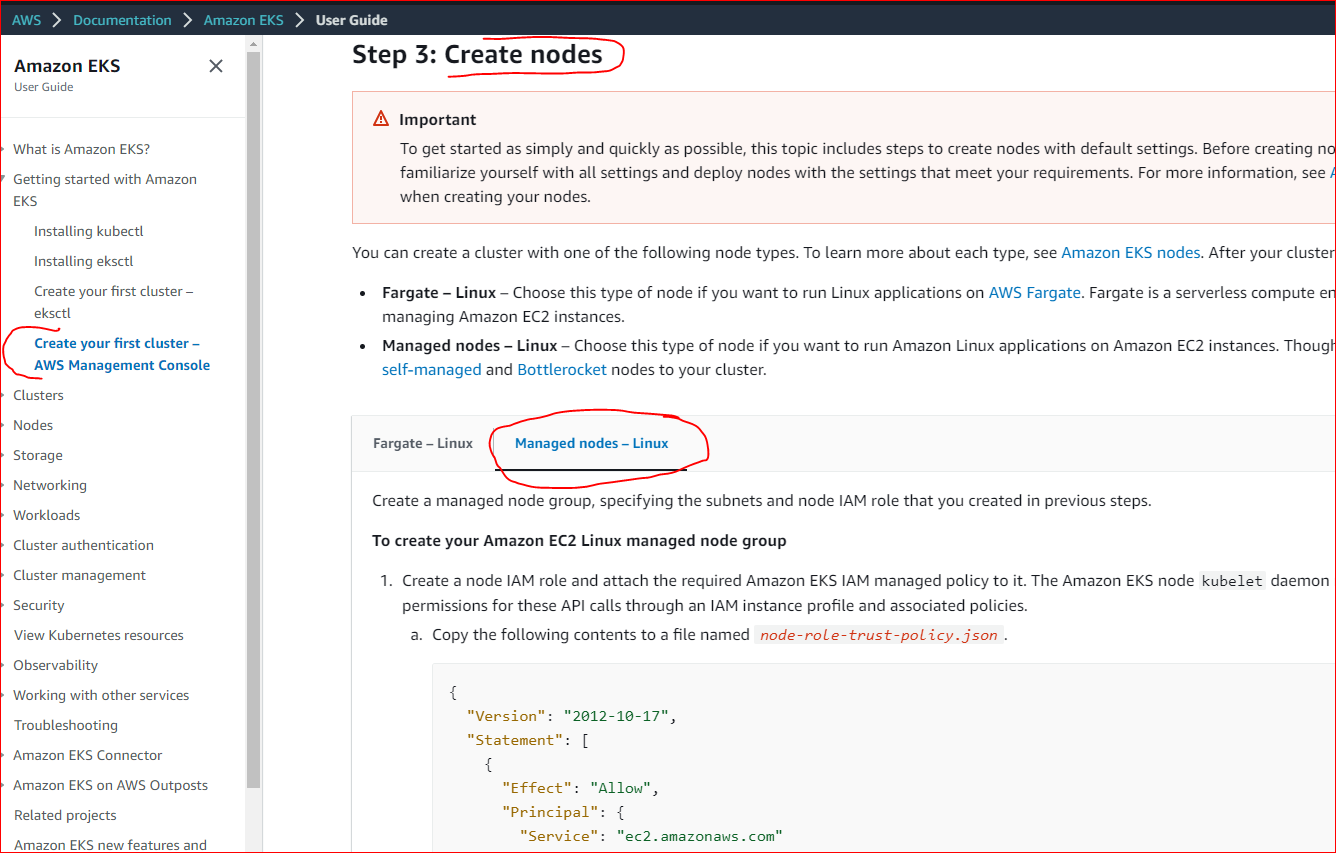 AWS > Documentation > Amazon EKS > User Guide
Amazon EKS
User Guide
What is Amazon EKS?
Getting started with Amazon
EKS
Installing kubectl
Installing eksctl
Create your first cluster –
eksctl
Create your first cluster –
AWS Management Console
Clusters
Nodes
Storage
Networking
Workloads
Cluster authentication
Cluster management
Security
View Kubernetes resources
Observability
Working with other services
Troubleshooting
Amazon EKS Connector
Amazon EKS on AWS Outposts
Related projects
Amazon EKS new features and
Step 3: Create nodes
Important
To get started as simply and quickly as possible, this topic includes steps to create nodes with default settings. Before creating no
familiarize yourself with all settings and deploy nodes with the settings that meet your requirements. For more information, see A
when creating your nodes.
You can create a cluster with one of the following node types. To learn more about each type, see Amazon EKS nodes. After your cluster
• Fargate – Linux – Choose this type of node if you want to run Linux applications on AWS Fargate. Fargate is a serverless compute en
managing Amazon EC2 instances.
• Managed nodes – Linux – Choose this type of node if you want to run Amazon Linux applications on Amazon EC2 instances. Though
self-managed and Bottlerocket nodes to your cluster.
Fargate – Linux Managed nodes – Linux
Create a managed node group, specifying the subnets and node IAM role that you created in previous steps.
To create your Amazon EC2 Linux managed node group
1. Create a node IAM role and attach the required Amazon EKS IAM managed policy to it. The Amazon EKS node kubelet daemon
permissions for these API calls through an IAM instance profile and associated policies.
a. Copy the following contents to a file named node-role-trust-policy.json.
{
"Version": "2012-10-17",
"Statement": [
{
"Effect": "Allow",
"Principal": {
"Service": "ec2.amazonaws.com"